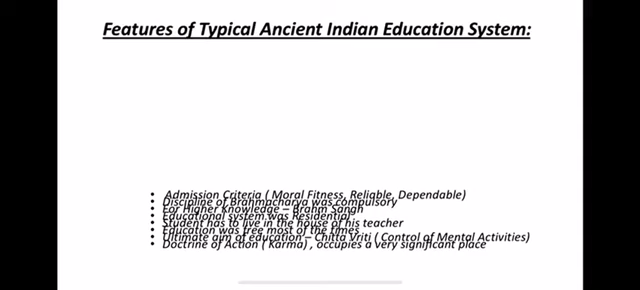 Features of Typical Ancient Indian Education System:
• Admission Criteria ( Moral Fitness, Reliable, Dependable)
• Discipline of Brahmacharya was compulsory
• For Higher Knowledge – Brahm Sangh
• Educational system was Residential
• Student has to live in the house of his teacher
• Education was free most of the times
• Ultimate aim of education – Chitta Vriti ( Control of Mental Activities)
• Doctrine of Action ( Karma) , occupies a very significant place